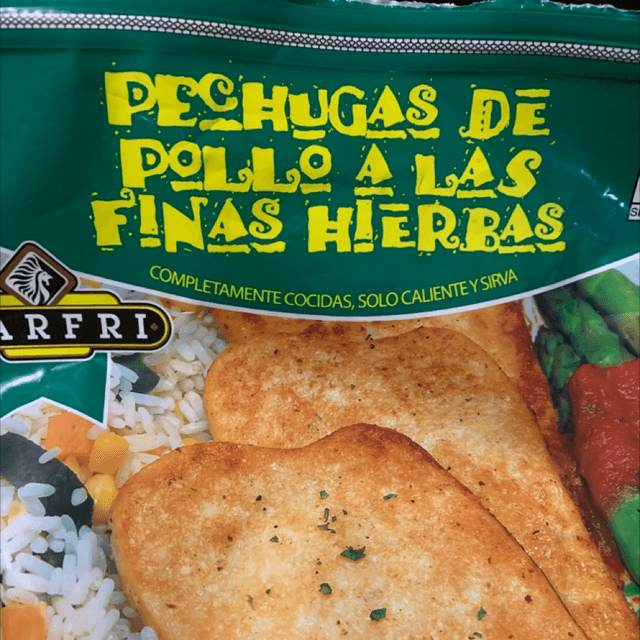 PECHUGAS DE
POLLO A LAS
FINAS HIERBAS
COMPLETAMENTE COCIDAS, SOLO CALIENTE Y SIRVA
ARFRI